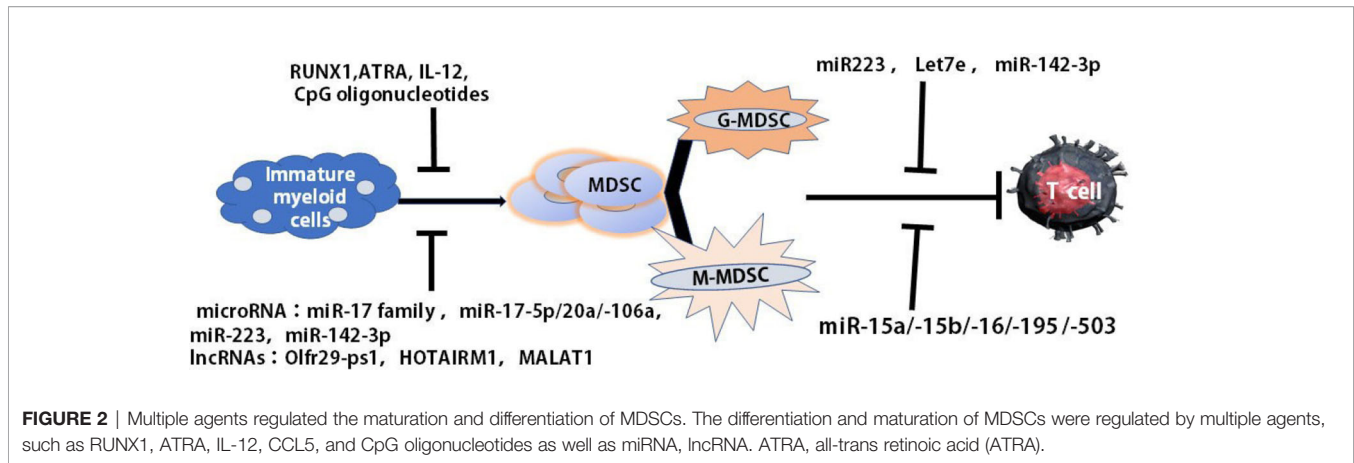 RUNX1,ATRA, IL-12,
CpG oligonucleotides
miR223 , Let7e , miR-142-3p
G-MDSC
Immature
myeloid
cells
MDSC
T cell
M-MDSC
microRNA：miR-17 family , miR-17-5p/20a/-106a,
miR-223, miR-142-3p
lncRNAs：Olfr29-ps1, HOTAIRM1, MALAT1
miR-15a/-15b/-16/-195/-503
FIGURE 2 | Multiple agents regulated the maturation and differentiation of MDSCs. The differentiation and maturation of MDSCs were regulated by multiple agents,
such as RUNX1, ATRA, IL-12, CCL5, and CpG oligonucleotides as well as miRNA, lncRNA. ATRA, all-trans retinoic acid (ATRA).